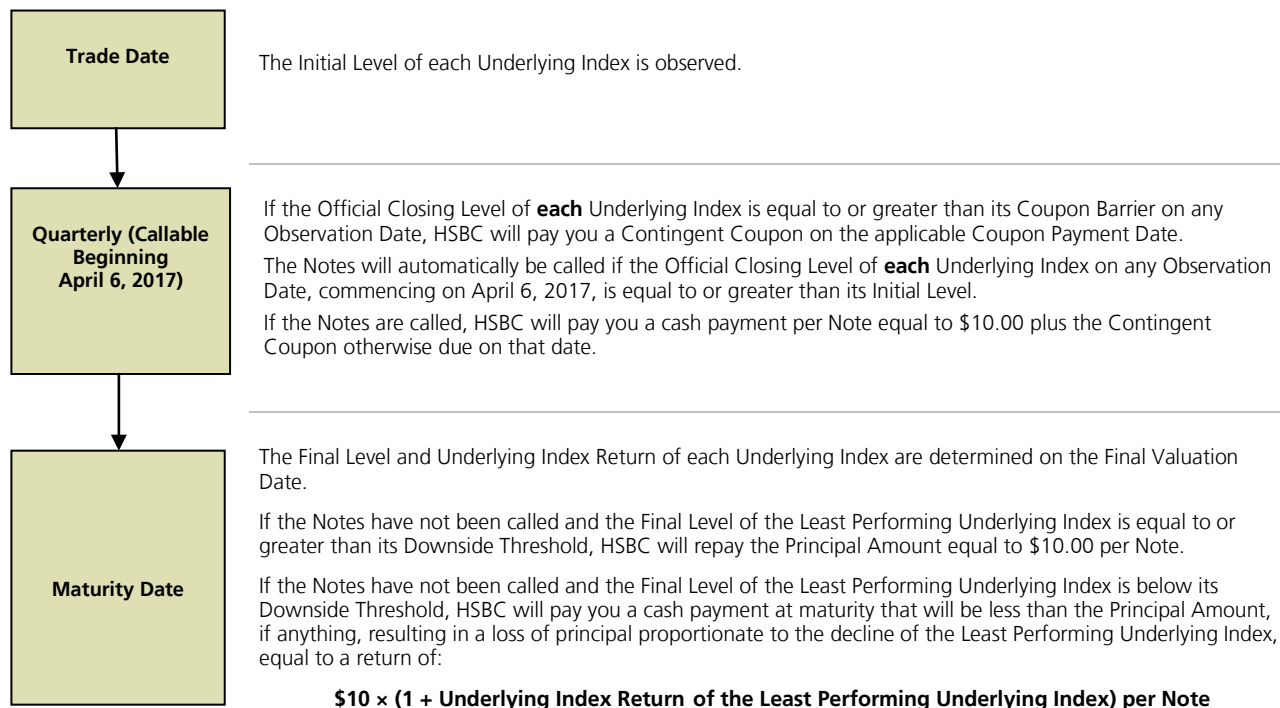 Trade Date
The Initial Level of each Underlying Index is observed.
Quarterly (Callable
Beginning
April 6, 2017)
If the Official Closing Level of each Underlying Index is equal to or greater than its Coupon Barrier on any
Observation Date, HSBC will pay you a Contingent Coupon on the applicable Coupon Payment Date.
The Notes will automatically be called if the Official Closing Level of each Underlying Index on any Observation
Date, commencing on April 6, 2017, is equal to or greater than its Initial Level.
If the Notes are called, HSBC will pay you a cash payment per Note equal to $10.00 plus the Contingent
Coupon otherwise due on that date.
Maturity Date
The Final Level and Underlying Index Return of each Underlying Index are determined on the Final Valuation
Date.
If the Notes have not been called and the Final Level of the Least Performing Underlying Index is equal to or
greater than its Downside Threshold, HSBC will repay the Principal Amount equal to $10.00 per Note.
If the Notes have not been called and the Final Level of the Least Performing Underlying Index is below its
Downside Threshold, HSBC will pay you a cash payment at maturity that will be less than the Principal Amount,
if anything, resulting in a loss of principal proportionate to the decline of the Least Performing Underlying Index,
equal to a return of:
$10 × (1 + Underlying Index Return of the Least Performing Underlying Index) per Note